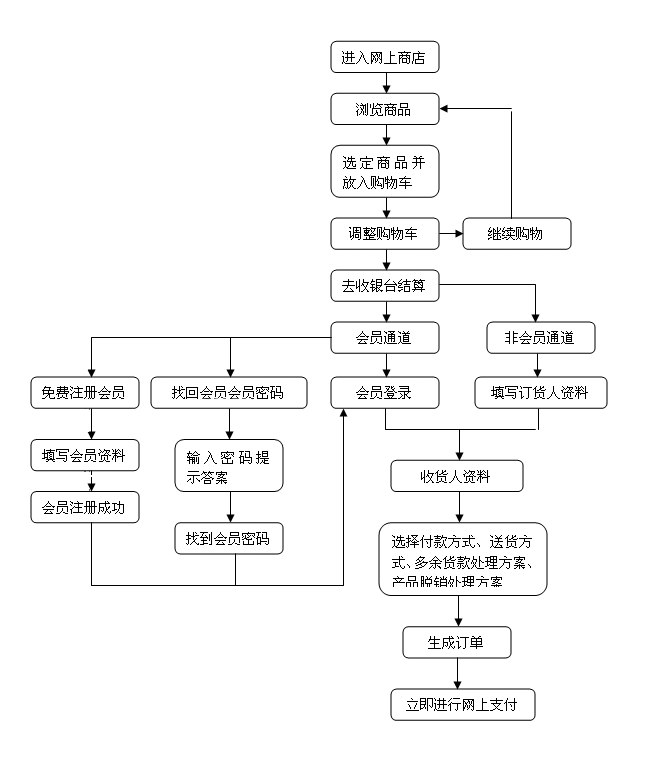 进入网上商店
浏览商品
选定商品并
放入购物车
调整购物车
继续购物
去收银台结算
会员通道
非会员通道
免费注册会员
找回会员会员密码
会员登录
填写订货人资料
填写会员资料
输入密码提
示答案
收货人资料
会员注册成功
找到会员密码
选择付款方式、送货方
式、多余货款处理方案、
产品脱销处理方案
生成订单
立即进行网上支付